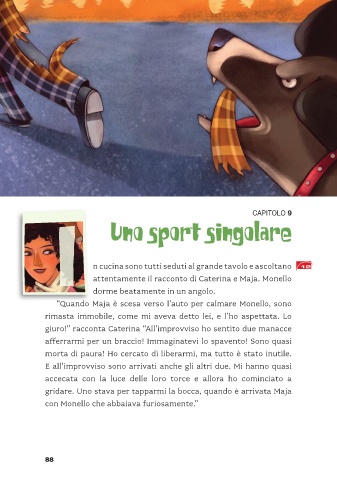 CAPITOLO 9
Uno sport singolare
n cucina sono tutti seduti al grande tavolo e ascoltano
attentamente il racconto di Caterina e Maja. Monello
dorme beatamente in un angolo.
“Quando Maja è scesa verso l’auto per calmare Monello, sono
rimasta immobile, come mi aveva detto lei, e l’ho aspettata. Lo
giuro!” racconta Caterina “All’improvviso ho sentito due manacce
afferrarmi per un braccio! Immaginatevi lo spavento! Sono quasi
morta di paura! Ho cercato di liberarmi, ma tutto è stato inutile.
E all’improvviso sono arrivati anche gli altri due. Mi hanno quasi
accecata con la luce delle loro torce e allora ho cominciato a
gridare. Uno stava per tapparmi la bocca, quando è arrivata Maja
con Monello che abbaiava furiosamente.”
88